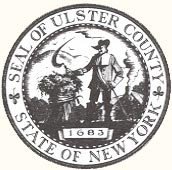 SEAL OF ULSTER COUNTY
STATE OF NEW YORK
1683